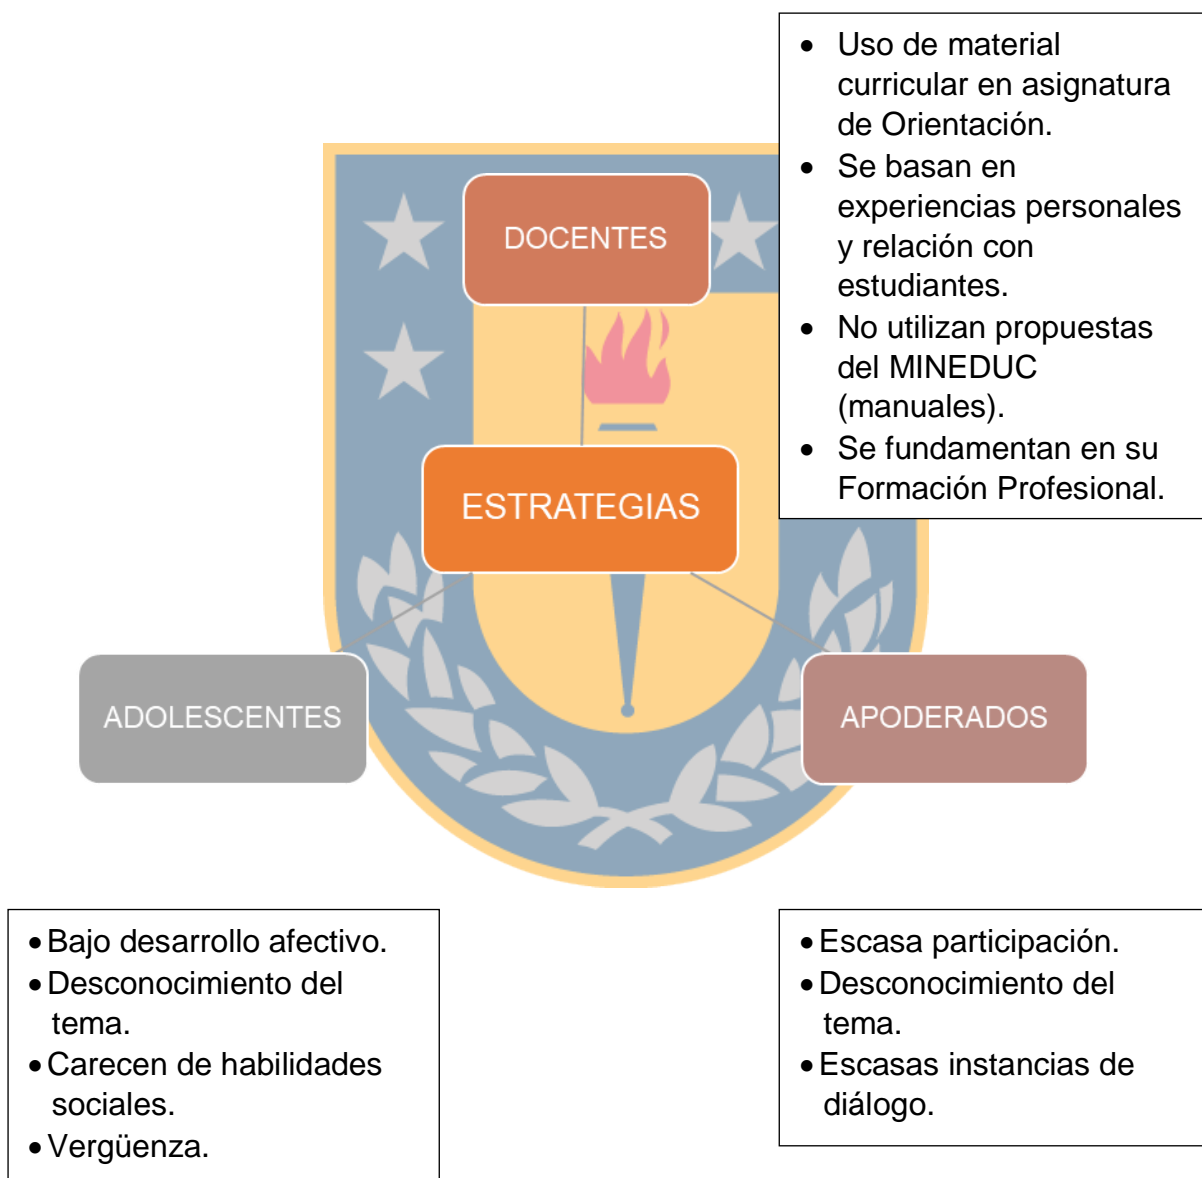 • Uso de material
curricular en asignatura
de Orientación.
• Se basan en
experiencias personales
y relación con
estudiantes.
• No utilizan propuestas
del MINEDUC
(manuales).
• Se fundamentan en su
Formación Profesional.
DOCENTES
ESTRATEGIAS
ADOLESCENTES
APODERADOS
• Bajo desarrollo afectivo.
• Desconocimiento del
tema.
• Carecen de habilidades
sociales.
• Vergüenza.
• Escasa participación.
• Desconocimiento del
tema.
• Escasas instancias de
diálogo.